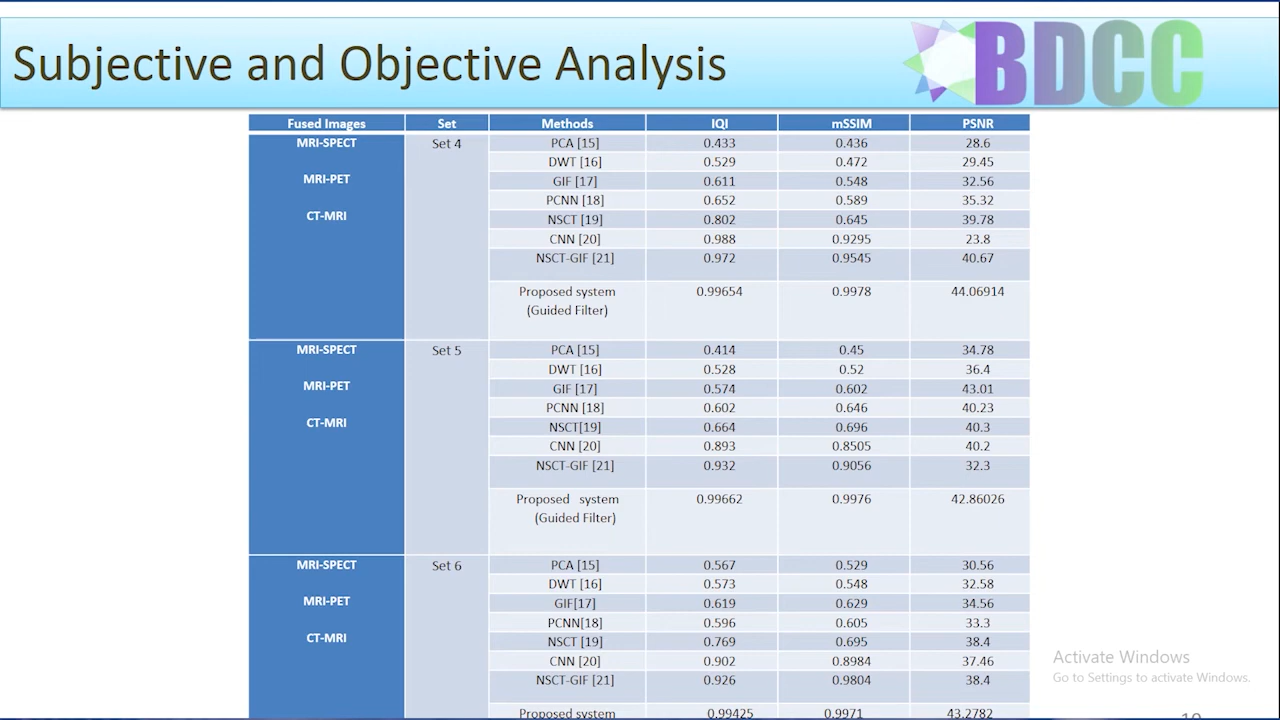 Subjective and Objective Analysis
BDCC
Fused Images Set Methods IQI mSSIM PSNR
MRI-SPECT Set 4 PCA [15] 0.433 0.436 28.6
DWT [16] 0.529 0.472 29.45
MRI-PET GIF [17] 0.611 0.548 32.56
PCNN [18] 0.652 0.589 35.32
CT-MRI NSCT [19] 0.802 0.645 39.78
CNN [20] 0.988 0.9295 23.8
NSCT-GIF [21] 0.972 0.9545 40.67
Proposed system 0.99654 0.9978 44.06914
(Guided Filter)
MRI-SPECT Set 5 PCA [15] 0.414 0.45 34.78
DWT [16] 0.528 0.52 36.4
MRI-PET GIF [17] 0.574 0.602 43.01
PCNN [18] 0.602 0.646 40.23
CT-MRI NSCT[19] 0.664 0.696 40.3
CNN [20] 0.893 0.8505 40.2
NSCT-GIF [21] 0.932 0.9056 32.3
Proposed system 0.99662 0.9976 42.86026
(Guided Filter)
MRI-SPECT Set 6 PCA [15] 0.567 0.529 30.56
DWT [16] 0.573 0.548 32.58
MRI-PET GIF[17] 0.619 0.629 34.56
PCNN[18] 0.596 0.605 33.3
CT-MRI NSCT [19] 0.769 0.695 38.4
CNN [20] 0.902 0.8984 37.46
NSCT-GIF [21] 0.926 0.9804 38.4
Proposed system 0.99425 0.9971 43.2782
Activate Windows
Go to Settings to activate Windows.